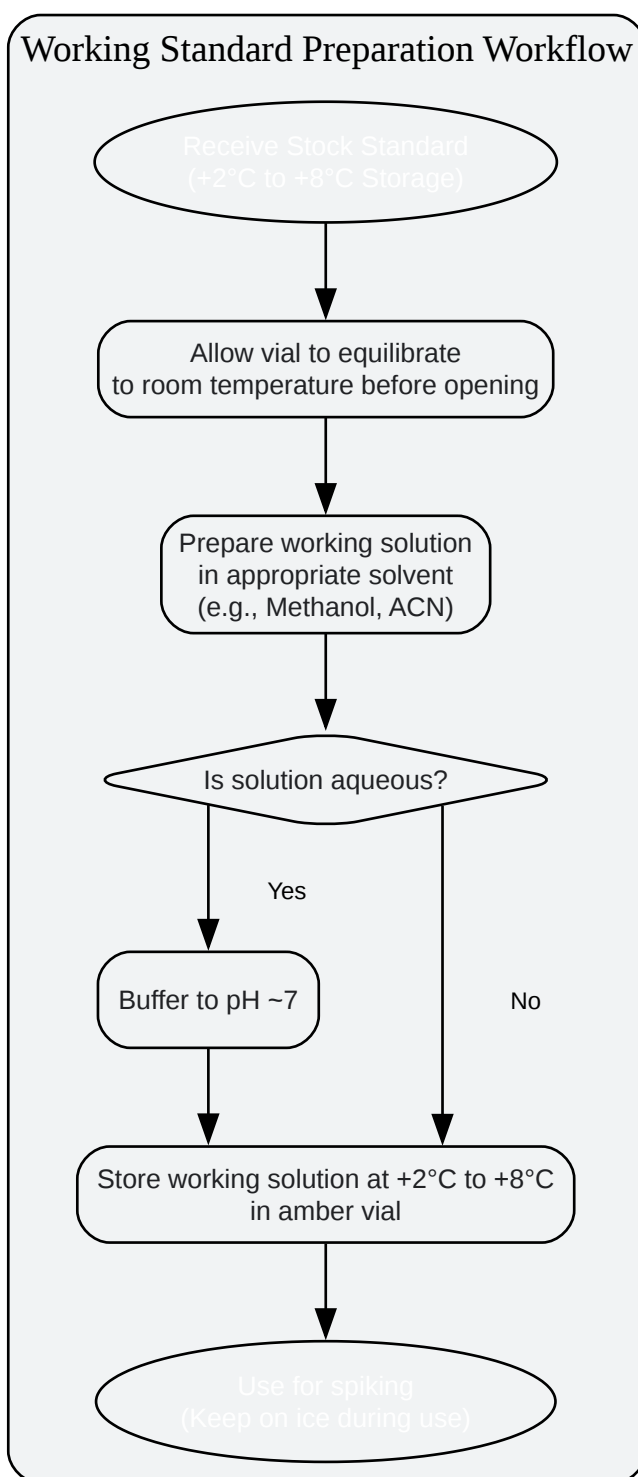 Working Standard Preparation Workflow
Receive Stock Standard
(+2°C to +8°C Storage)
Allow vial to equilibrate
to room temperature before opening
Prepare working solution
in appropriate solvent
(e.g., Methanol, ACN)
Is solution aqueous?
Yes
Buffer to pH ~7
No
Store working solution at +2°C to +8°C
in amber vial
Use for spiking
(Keep on ice during use)